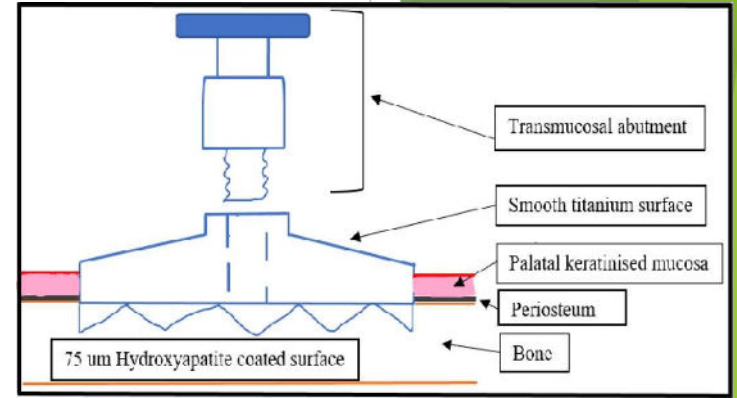 Transmucosal abutment
Smooth titanium surface
Palatal keratinised mucosa
Periosteum
Bone
75 um Hydroxyapatite coated surface